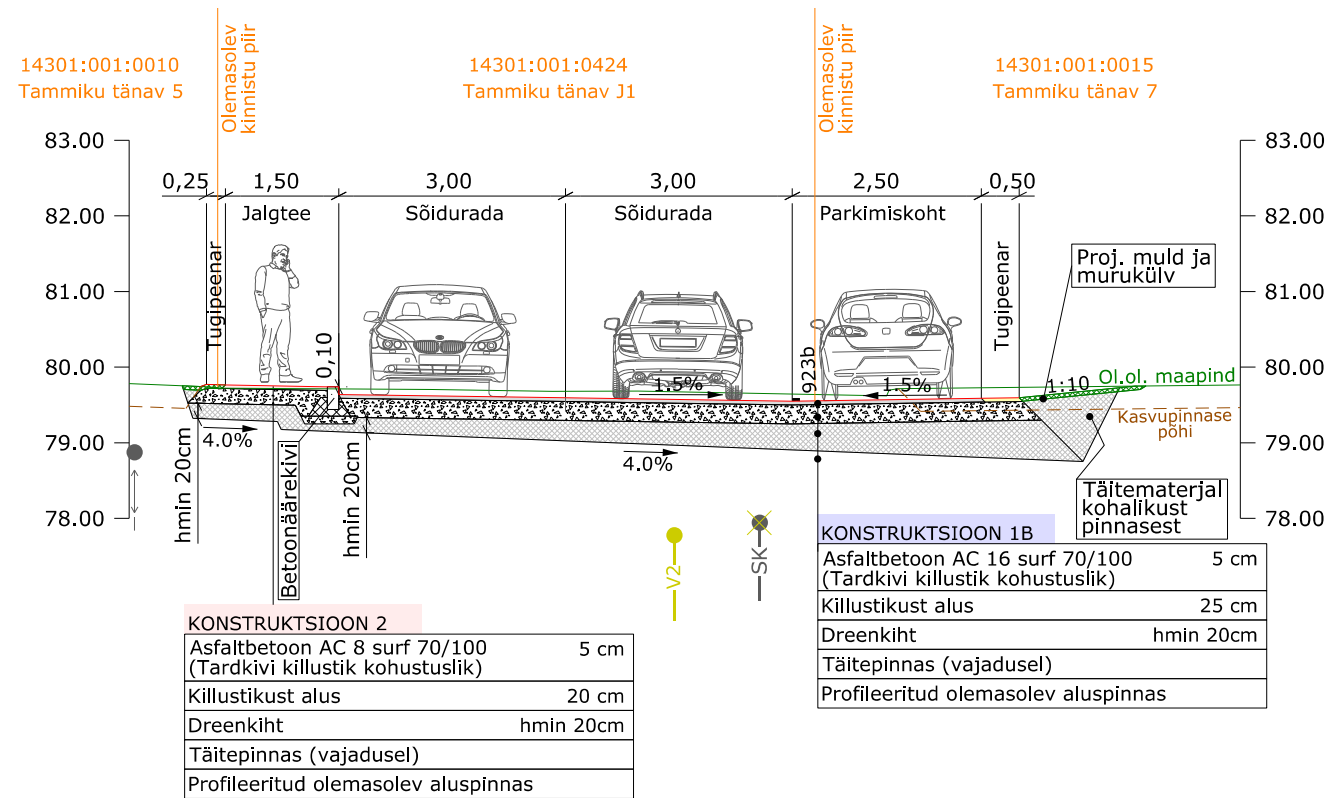 14301:001:0010
Tammiku tänav 5
Olemasolev
kinnistu piir
14301:001:0424
Tammiku tänav J1
Olemasolev
kinnistu piir
14301:001:0015
Tammiku tänav 7
83.00
82.00
81.00
80.00
79.00
78.00
83.00
82.00
81.00
80.00
79.00
78.00
0,25
1,50
3,00
3,00
2,50
0,50
Tugipeenar
Jalgtee
Sõidurada
Sõidurada
Parkimiskoht
Tugipeenar
Proj. muld ja
murukülv
0,10
923b
1.5%
1.5%
1:10
Ol.ol. maapind
Kasvupinnase
põhi
4.0%
4.0%
hmin 20cm
Betoonäärekivi
hmin 20cm
Täitematerjal
kohalikust
pinnasest
V2
SK
KONSTRUKTSIOON 1B
Asfaltbetoon AC 16 surf 70/100 5 cm
(Tardkivi killustik kohustuslik)
Killustikust alus 25 cm
Dreenkiht hmin 20cm
Täitepinnas (vajadusel)
Profileeritud olemasolev aluspinnas
KONSTRUKTSIOON 2
Asfaltbetoon AC 8 surf 70/100 5 cm
(Tardkivi killustik kohustuslik)
Killustikust alus 20 cm
Dreenkiht hmin 20cm
Täitepinnas (vajadusel)
Profileeritud olemasolev aluspinnas